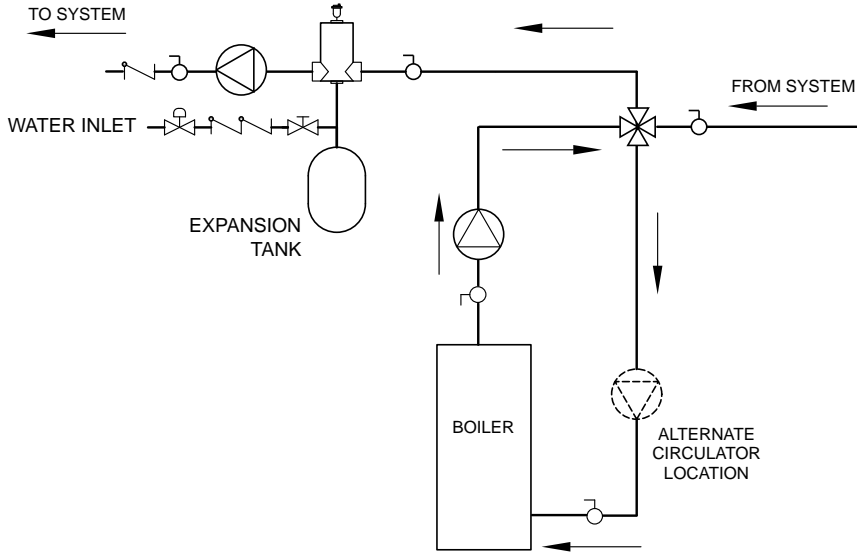 TO SYSTEM
FROM SYSTEM
WATER INLET
EXPANSION
TANK
BOILER
ALTERNATE
CIRCULATOR
LOCATION